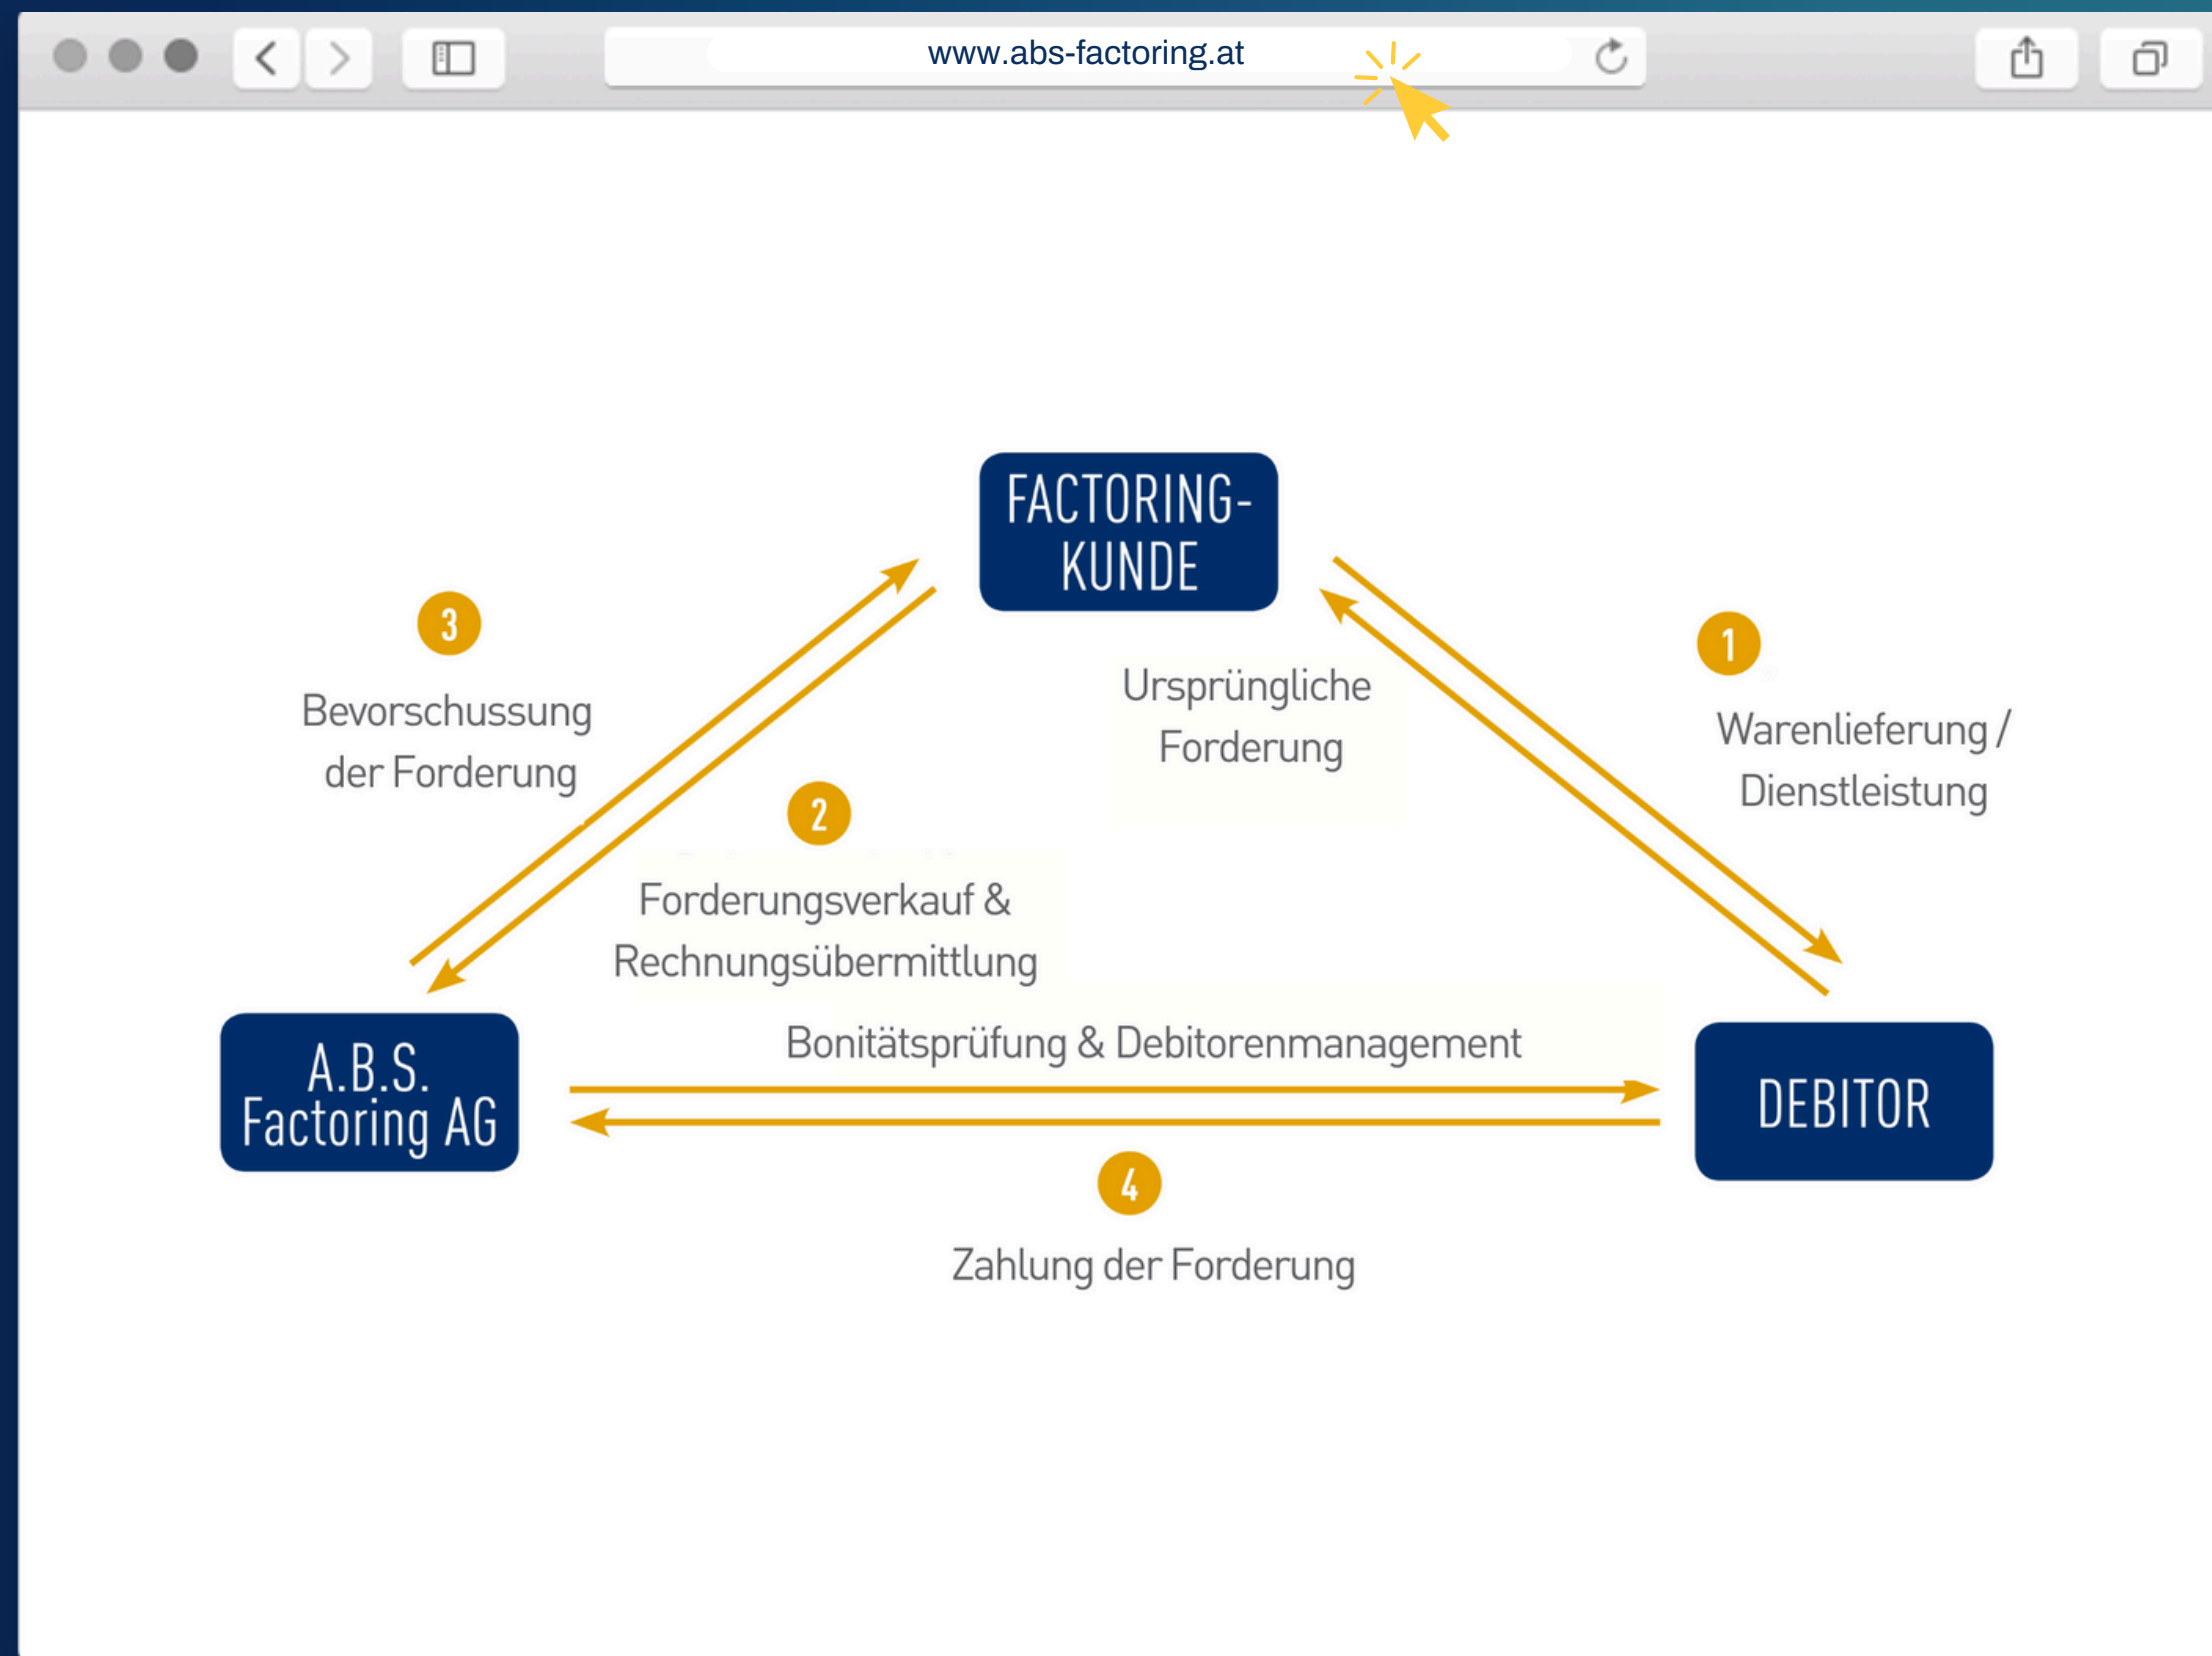 www.abs-factoring.at
FACTORING-
KUNDE
3
Bevorschussung
der Forderung
Ursprüngliche
Forderung
1
Warenlieferung /
Dienstleistung
2
Forderungsverkauf &
Rechnungsübermittlung
A.B.S.
Factoring AG
Bonitätsprüfung & Debitorenmanagement
DEBITOR
4
Zahlung der Forderung